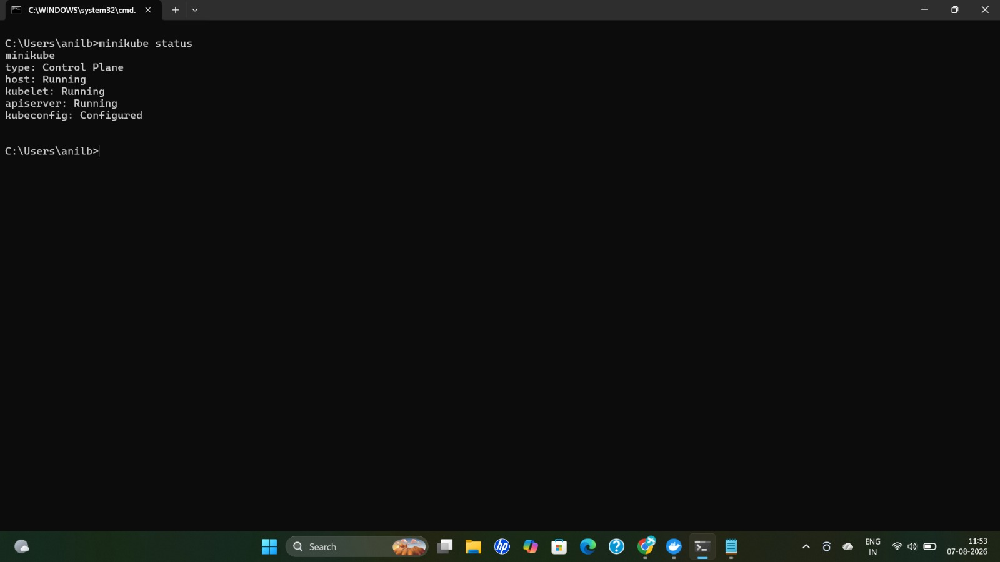 C:\WINDOWS\system32\cmd.
C:\Users\anilb>minikube status
minikube
type: Control Plane
host: Running
kubelet: Running
apiserver: Running
kubeconfig: Configured
C:\Users\anilb>
Search
hp
ENG
IN
11:53
07-08-2026